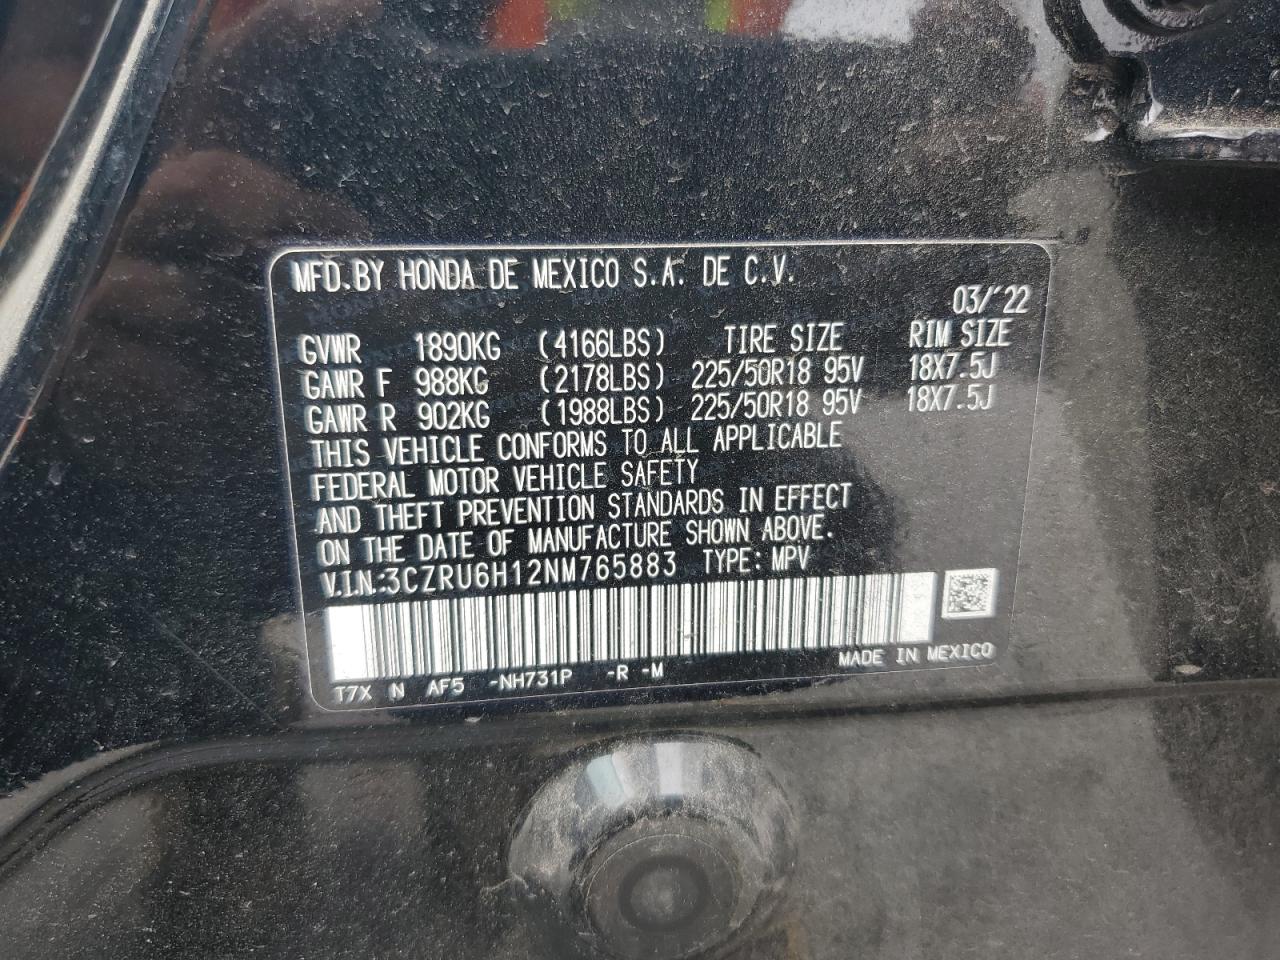 MFD.BY HONDA DE MEXICO S.A. DE C.V.
03/'22
GVWR 1890KG (4166LBS) TIRE SIZE RIM SIZE
GAWR F 988KG (2178LBS) 225/50R18 95V 18X7.5J
GAWR R 902KG (1988LBS) 225/50R18 95V 18X7.5J
THIS VEHICLE CONFORMS TO ALL APPLICABLE
FEDERAL MOTOR VEHICLE SAFETY
AND THEFT PREVENTION STANDARDS IN EFFECT
ON THE DATE OF MANUFACTURE SHOWN ABOVE.
V.I.N.:3CZRU6H12NM765883 TYPE: MPV
MADE IN MEXICO
T7X N AF5 -NH731P -R -M